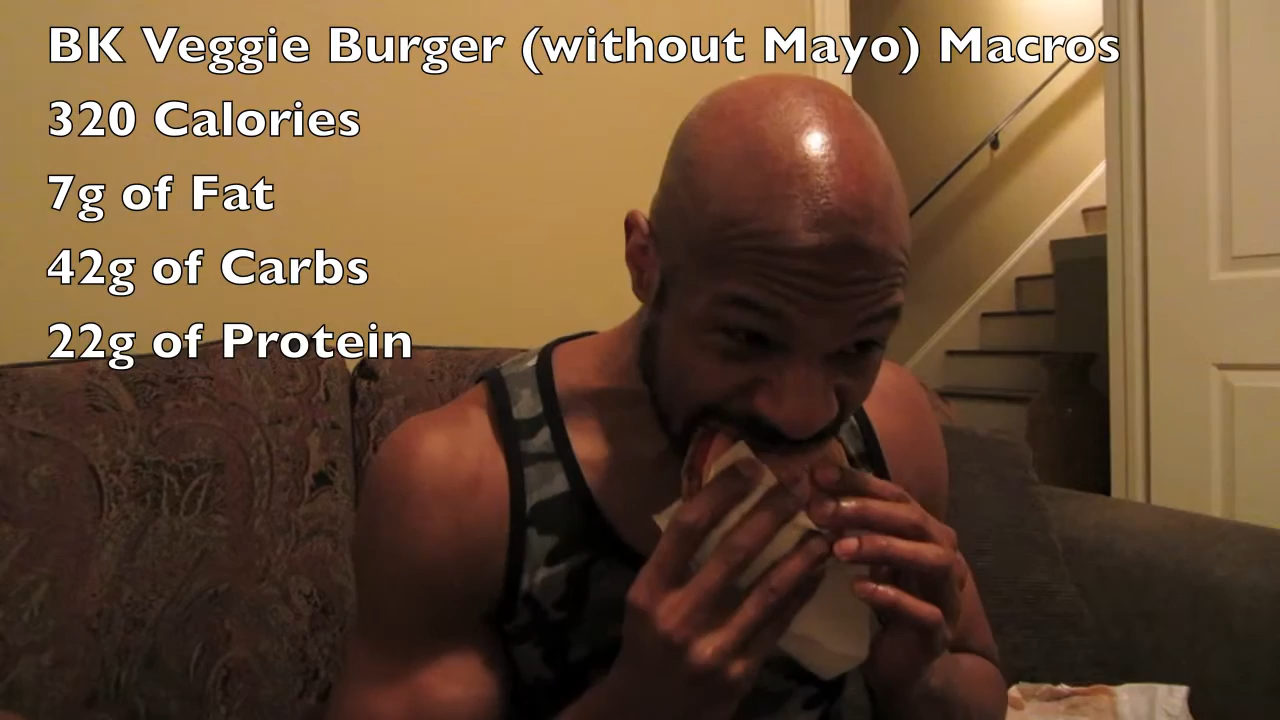 BK Veggie Burger (without Mayo) Macros
320 Calories
7g of Fat
42g of Carbs
22g of Protein